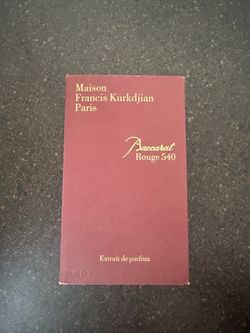 Maison
Francis Kurkdjian
Paris
Baccarat
Rouge 540
Extrait de parfum